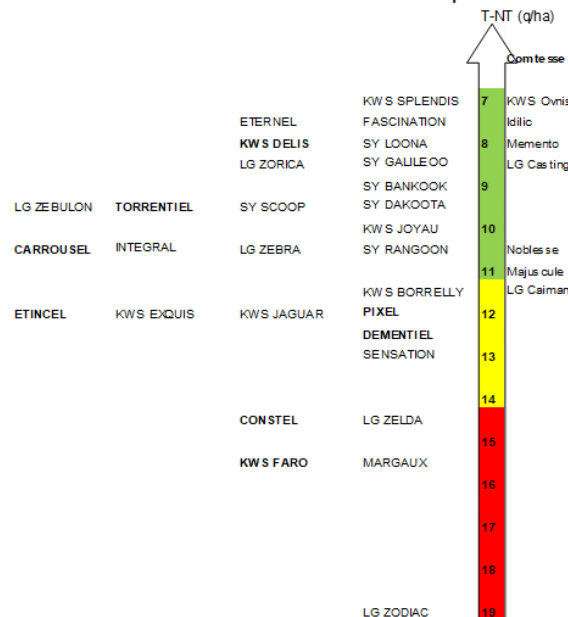 T-NT (q/ha)
Comtesse
KWS SPLENDIS 7 KWS Ovnis
ETERNEL FASCINATION Idilic
KWS DELIS SY LOONA 8 Memento
LG ZORICA SY GALILEOO LG Casting
SY BANKOOK 9
LG ZEBULON TORRENTIEL SY SCOOP SY DAKOOTA
KWS JOYAU 10
CARROUSEL INTEGRAL LG ZEBRA SY RANGOON Noblesse
11 Majuscule
KWS BORRELLY LG Caiman
ETINCEL KWS EXQUIS KWS JAGUAR PIXEL 12
DEMENTIEL
SENSATION 13
14
CONSTEL LG ZELDA
15
KWS FARO MARGAUX
16
17
18
LG ZODIAC 19